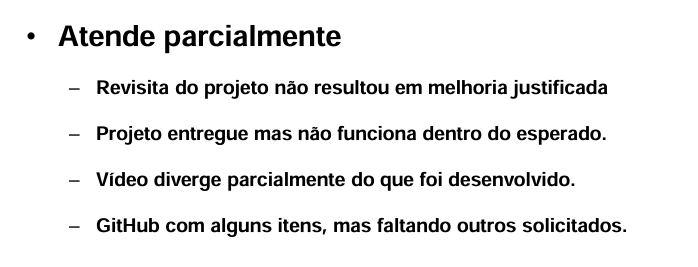 • Atende parcialmente
– Revisita do projeto não resultou em melhoria justificada
– Projeto entregue mas não funciona dentro do esperado.
– Vídeo diverge parcialmente do que foi desenvolvido.
– GitHub com alguns itens, mas faltando outros solicitados.